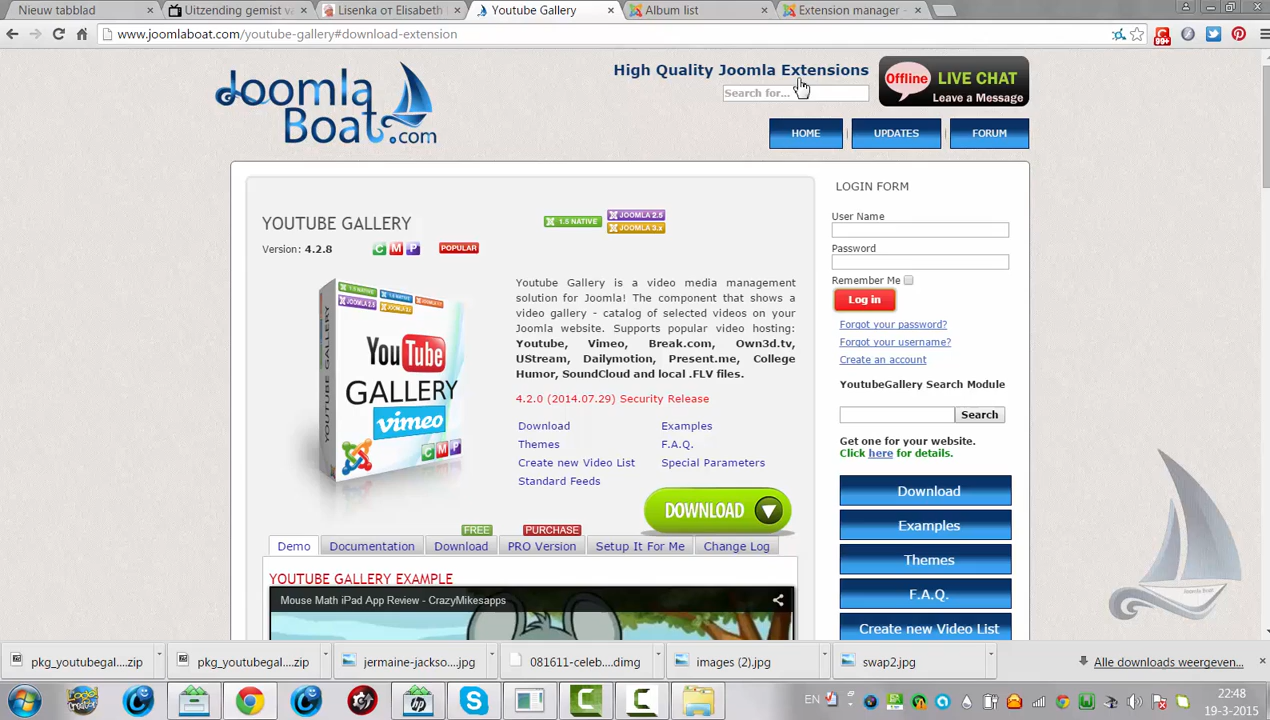 Nieuw tabblad
Uitzending gemist v
Lisenka от Elisabeth
Youtube Gallery
Album list
Extension manager -
www.joomlaboat.com/youtube-gallery#download-extension
99+
Joomla
Boat.com
High Quality Joomla Extensions
Search for...
Offline
LIVE CHAT
Leave a Message
HOME
UPDATES
FORUM
YOUTUBE GALLERY
Version: 4.2.8
C M P
POPULAR
1.5 NATIVE
JOOMLA 2.5
JOOMLA 3.x
Youtube Gallery is a video media management
solution for Joomla! The component that shows a
video gallery - catalog of selected videos on your
Joomla website. Supports popular video hosting:
Youtube, Vimeo, Break.com, Own3d.tv,
UStream, Dailymotion, Present.me, College
Humor, SoundCloud and local .FLV files.
4.2.0 (2014.07.29) Security Release
Download
Examples
Themes
F.A.Q.
Create new Video List
Special Parameters
Standard Feeds
DOWNLOAD
YouTube
GALLERY
vimeo
YOUTUBE GALLERY
C M P
FREE
PURCHASE
Demo
Documentation
Download
PRO Version
Setup It For Me
Change Log
YOUTUBE GALLERY EXAMPLE
Mouse Math iPad App Review - CrazyMikesapps
LOGIN FORM
User Name
Password
Remember Me
Log in
Forgot your password?
Forgot your username?
Create an account
YoutubeGallery Search Module
Search
Get one for your website.
Click here for details.
Download
Examples
Themes
F.A.Q.
Create new Video List
Joomla Boat
pkg_youtubegal....zip
pkg_youtubegal....zip
jermaine-jackso....jpg
081611-celeb....dimg
images (2).jpg
swap2.jpg
Alle downloads weergeven...
EN
22:48
19-3-2015